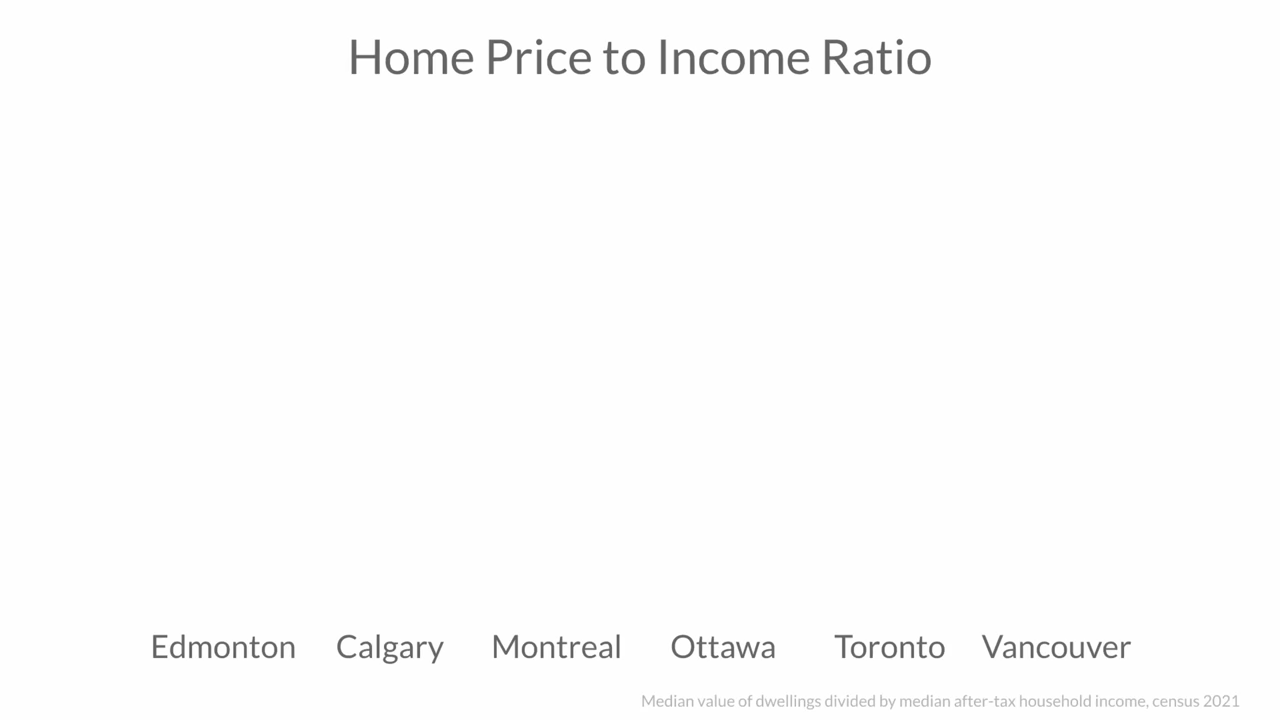 Home Price to Income Ratio
Edmonton Calgary Montreal Ottawa Toronto Vancouver
Median value of dwellings divided by median after-tax household income, census 2021